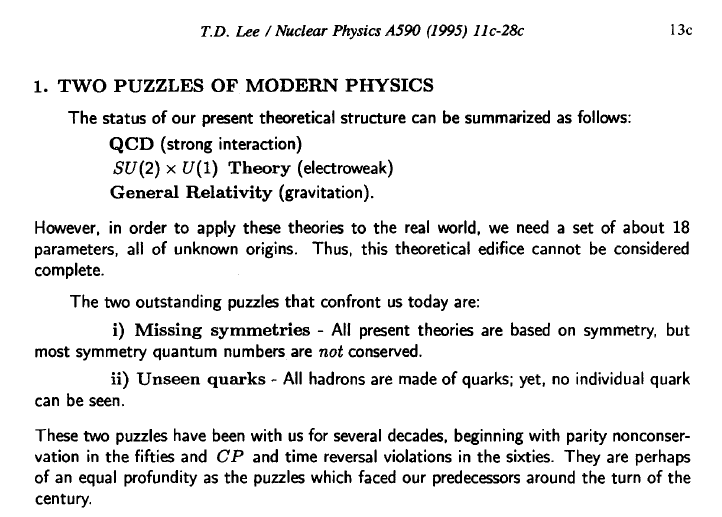 T.D. Lee / Nuclear Physics A590 (1995) 11c-28c 13c
1. TWO PUZZLES OF MODERN PHYSICS
The status of our present theoretical structure can be summarized as follows:
QCD (strong interaction)
SU(2) × U(1) Theory (electroweak)
General Relativity (gravitation).
However, in order to apply these theories to the real world, we need a set of about 18
parameters, all of unknown origins. Thus, this theoretical edifice cannot be considered
complete.
The two outstanding puzzles that confront us today are:
i) Missing symmetries - All present theories are based on symmetry, but
most symmetry quantum numbers are not conserved.
ii) Unseen quarks - All hadrons are made of quarks; yet, no individual quark
can be seen.
These two puzzles have been with us for several decades, beginning with parity nonconser-
vation in the fifties and CP and time reversal violations in the sixties. They are perhaps
of an equal profundity as the puzzles which faced our predecessors around the turn of the
century.